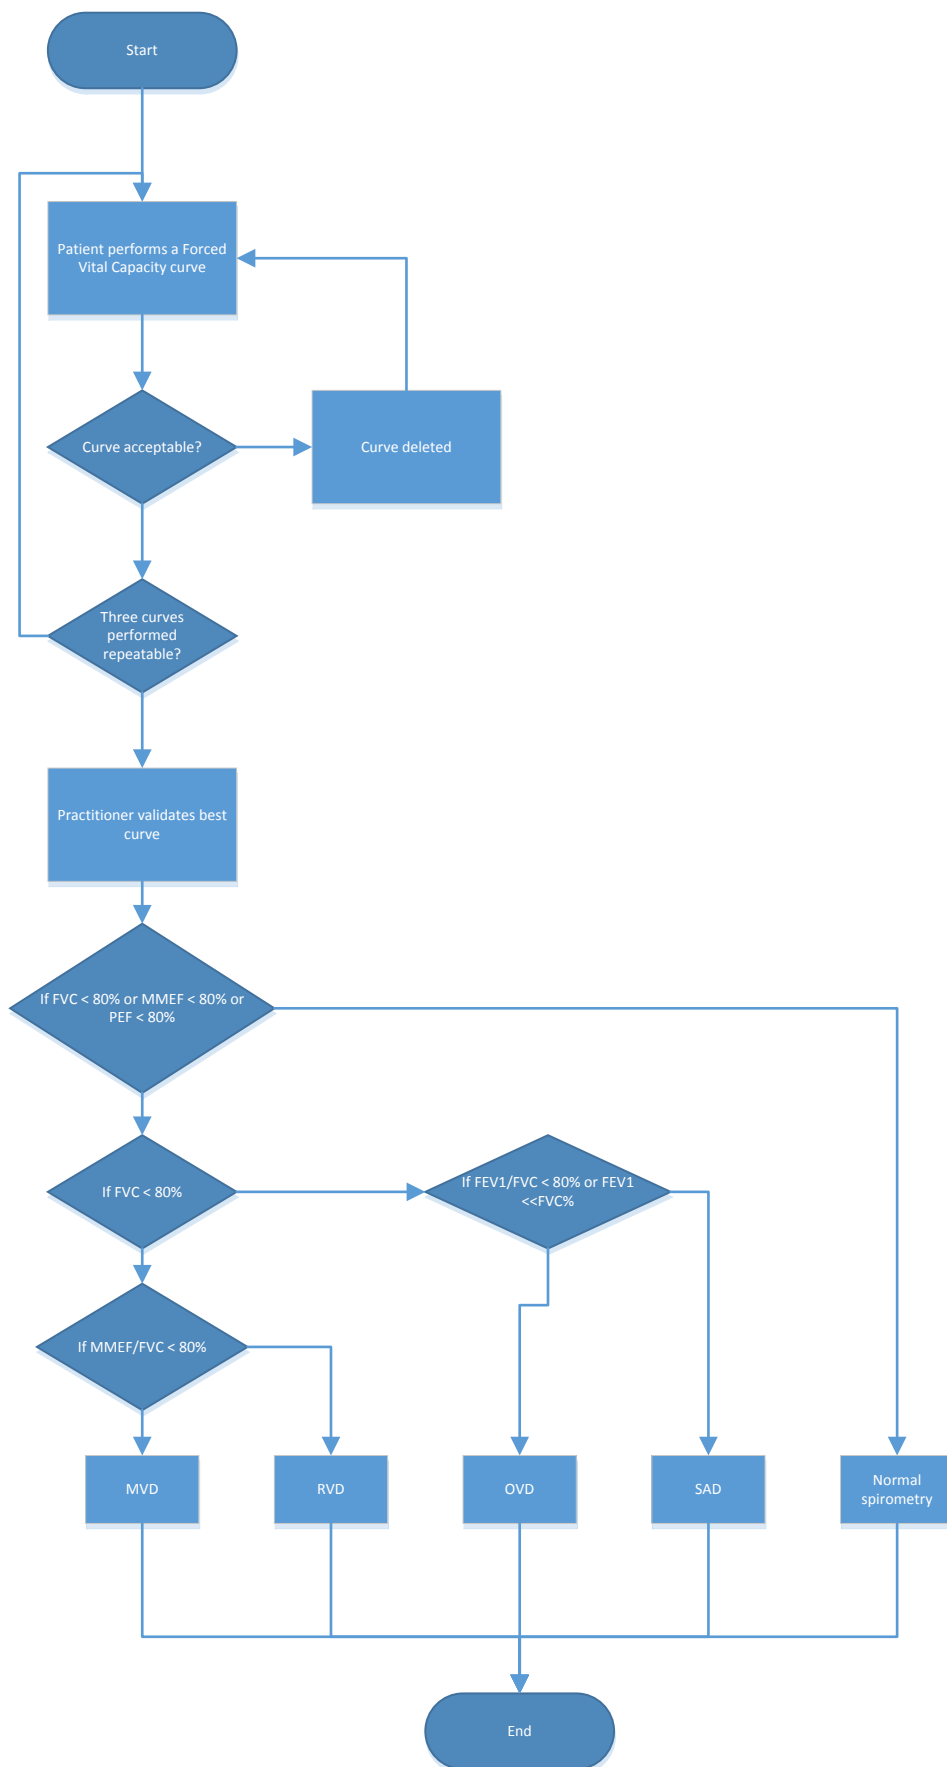 Start
Patient performs a Forced
Vital Capacity curve
Curve acceptable?
Curve deleted
Three curves
performed
repeatable?
Practitioner validates best
curve
If FVC < 80% or MMEF < 80% or
PEF < 80%
If FVC < 80%
If FEV1/FVC < 80% or FEV1
<<FVC%
If MMEF/FVC < 80%
MVD
RVD
OVD
SAD
Normal
spirometry
End